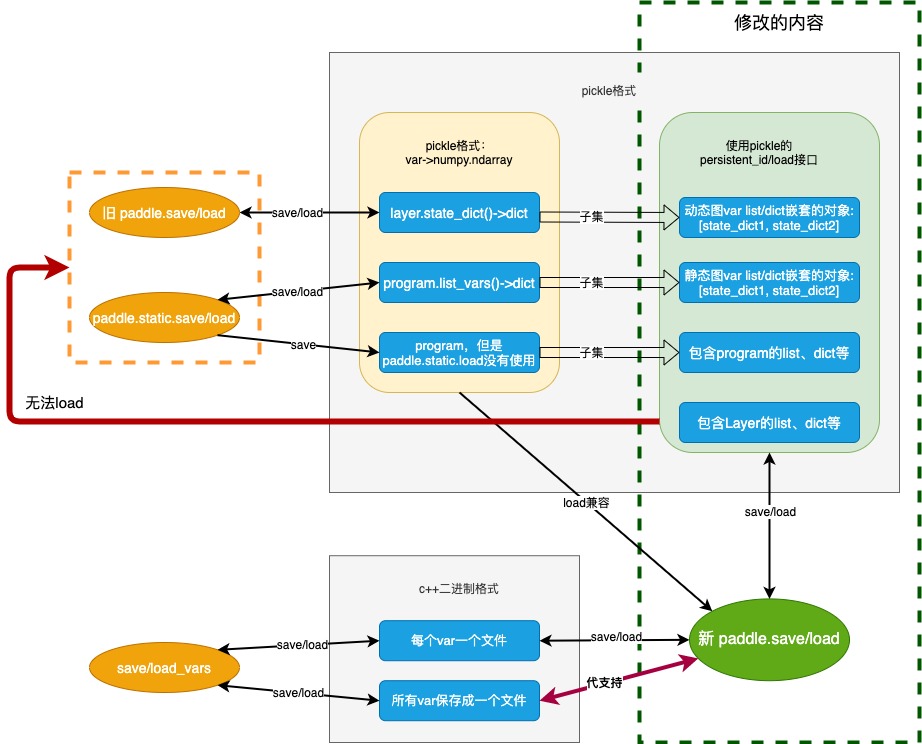 修改的内容
pickle格式
pickle格式：
var->numpy.ndarray
使用pickle的
persistent_id/load接口
旧 paddle.save/load
save/load
layer.state_dict()->dict
子集
动态图var list/dict嵌套的对象:
[state_dict1, state_dict2]
save/load
program.list_vars()->dict
子集
静态图var list/dict嵌套的对象:
[state_dict1, state_dict2]
paddle.static.save/load
save
program，但是
paddle.static.load没有使用
子集
包含program的list、dict等
无法load
包含Layer的list、dict等
load兼容
save/load
c++二进制格式
save/load
每个var一个文件
save/load
新 paddle.save/load
save/load_vars
save/load
所有var保存成一个文件
代支持